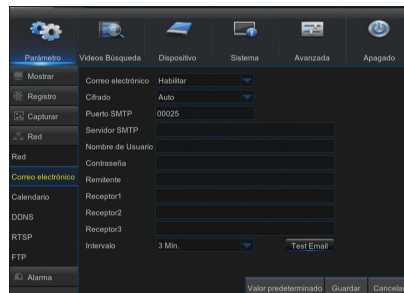 Parámetro Videos Búsqueda Dispositivo Sistema Avanzada Apagado
Mostrar
Registro
Capturar
Red
Red
Correo electrónico
Calendario
DDNS
RTSP
FTP
Alarma
Correo electrónico Habilitar
Cifrado Auto
Puerto SMTP 00025
Servidor SMTP
Nombre de Usuario
Contraseña
Remitente
Receptor1
Receptor2
Receptor3
Intervalo 3 Min. Test Email
Valor predeterminado Guardar Cancelar